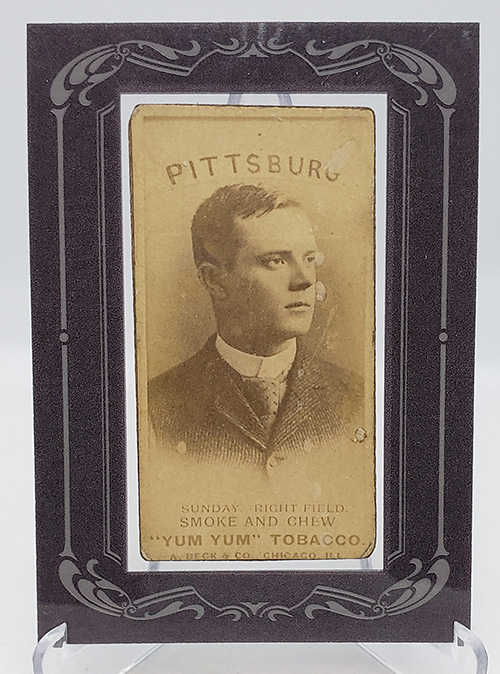 PITTSBURG
SUNDAY. RIGHT FIELD.
SMOKE AND CHEW
"YUM YUM" TOBACCO.
A. BECK & CO. CHICAGO, ILL